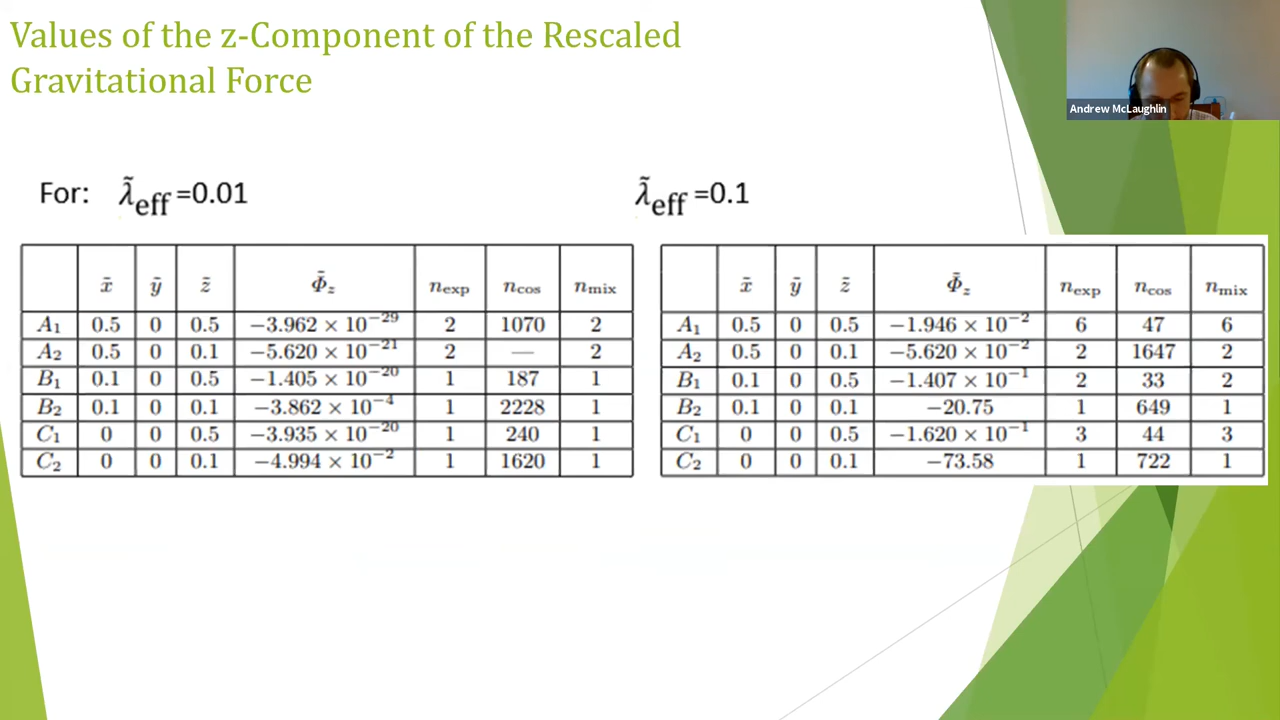 Values of the z-Component of the Rescaled
Gravitational Force
Andrew McLaughlin
For: λ̃eff =0.01
λ̃eff =0.1
x̃ ỹ z̃ Φ̃z nexp ncos nmix
A1 0.5 0 0.5 −3.962 × 10−29 2 1070 2
A2 0.5 0 0.1 −5.620 × 10−21 2 — 2
B1 0.1 0 0.5 −1.405 × 10−20 1 187 1
B2 0.1 0 0.1 −3.862 × 10−4 1 2228 1
C1 0 0 0.5 −3.935 × 10−20 1 240 1
C2 0 0 0.1 −4.994 × 10−2 1 1620 1
x̃ ỹ z̃ Φ̃z nexp ncos nmix
A1 0.5 0 0.5 −1.946 × 10−2 6 47 6
A2 0.5 0 0.1 −5.620 × 10−2 2 1647 2
B1 0.1 0 0.5 −1.407 × 10−1 2 33 2
B2 0.1 0 0.1 −20.75 1 649 1
C1 0 0 0.5 −1.620 × 10−1 3 44 3
C2 0 0 0.1 −73.58 1 722 1